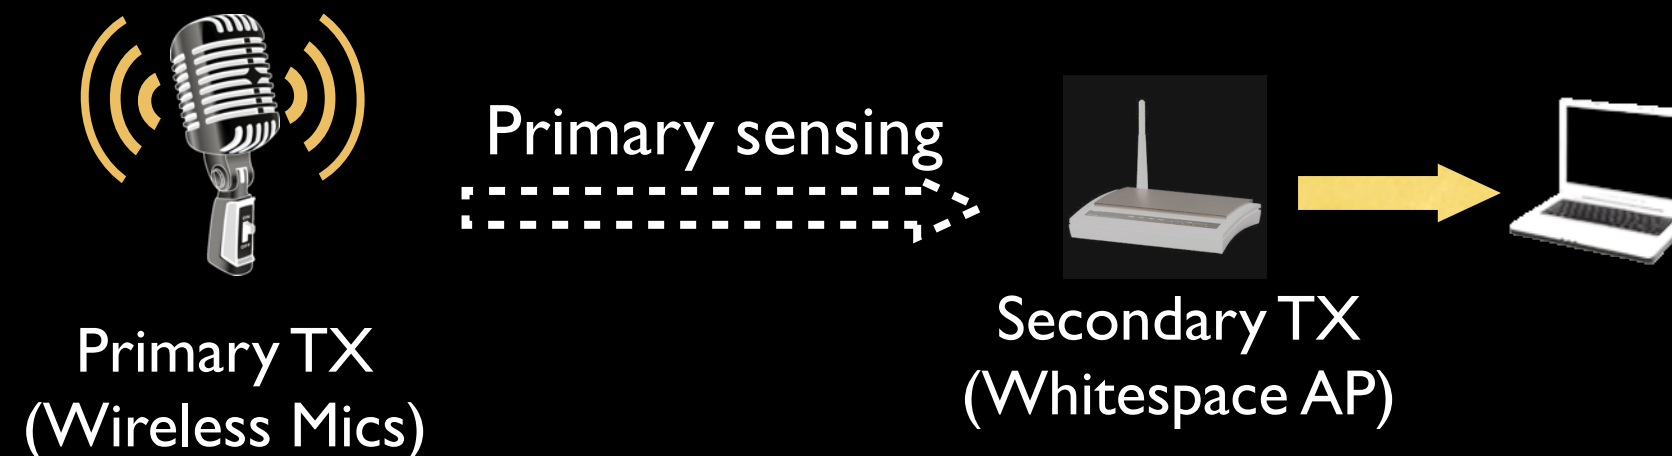 Primary sensing
Primary TX
(Wireless Mics)
Secondary TX
(Whitespace AP)